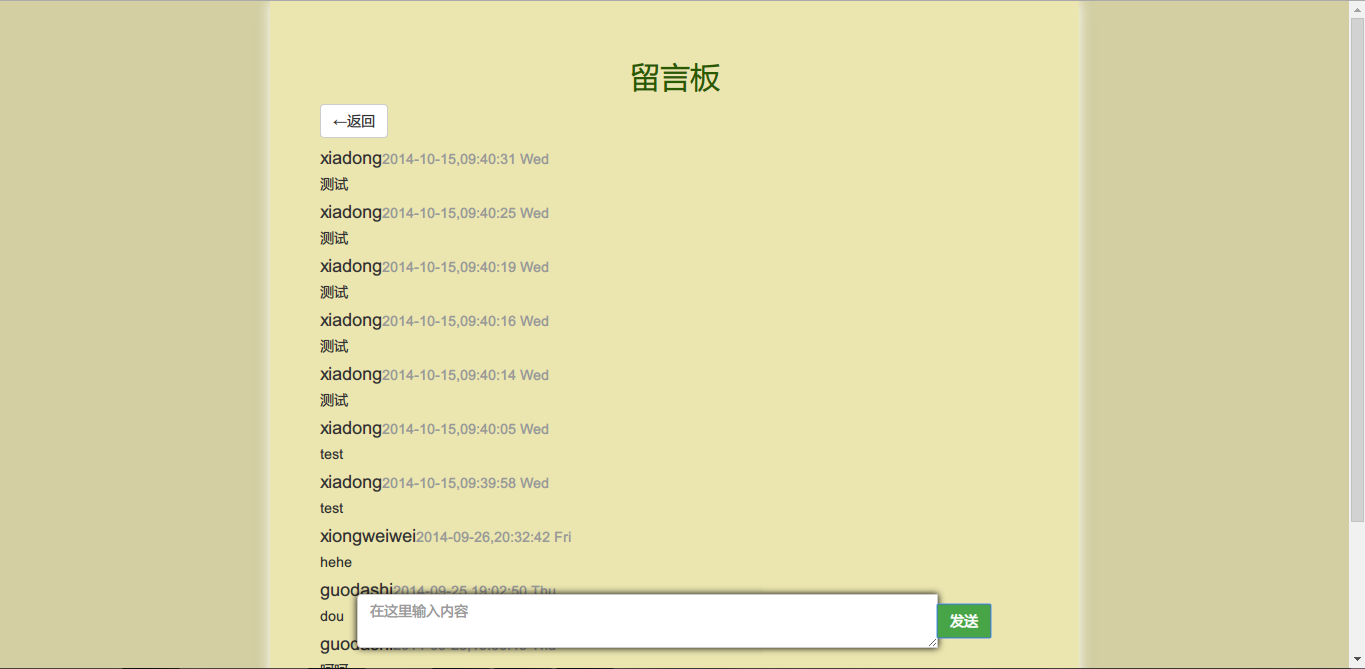 留言板
←返回
xiadong2014-10-15,09:40:31 Wed
测试
xiadong2014-10-15,09:40:25 Wed
测试
xiadong2014-10-15,09:40:19 Wed
测试
xiadong2014-10-15,09:40:16 Wed
测试
xiadong2014-10-15,09:40:14 Wed
测试
xiadong2014-10-15,09:40:05 Wed
test
xiadong2014-10-15,09:39:58 Wed
test
xiongweiwei2014-09-26,20:32:42 Fri
hehe
guodashi2014-09-25,19:02:50 Thu
dou
在这里输入内容
发送